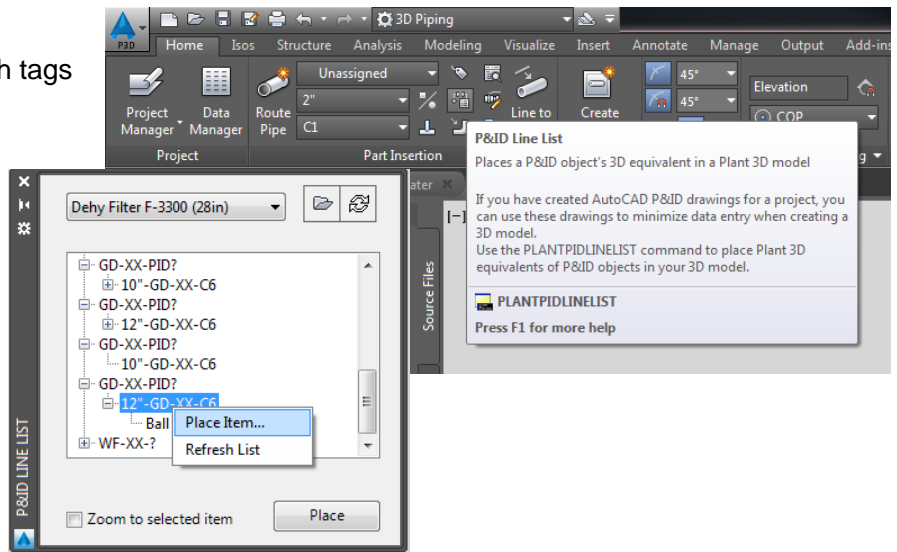 h tags
3D Piping
P3D
Home Isos Structure Analysis Modeling Visualize Insert Annotate Manage Output Add-ins
Unassigned
2"
C1
45°
45°
Elevation
COP
Project
Manager
Data
Manager
Route
Pipe
Line to
Create
Project
Part Insertion
g
ater
[-]
Source Files
P&ID Line List
Places a P&ID object's 3D equivalent in a Plant 3D model
If you have created AutoCAD P&ID drawings for a project, you
can use these drawings to minimize data entry when creating a
3D model.
Use the PLANTPIDLINELIST command to place Plant 3D
equivalents of P&ID objects in your 3D model.
PLANTPIDLINELIST
Press F1 for more help
Dehy Filter F-3300 (28in)
GD-XX-PID?
10"-GD-XX-C6
GD-XX-PID?
12"-GD-XX-C6
GD-XX-PID?
10"-GD-XX-C6
GD-XX-PID?
12"-GD-XX-C6
Ball
WF-XX-?
Place Item...
Refresh List
Zoom to selected item
Place
P&ID LINE LIST